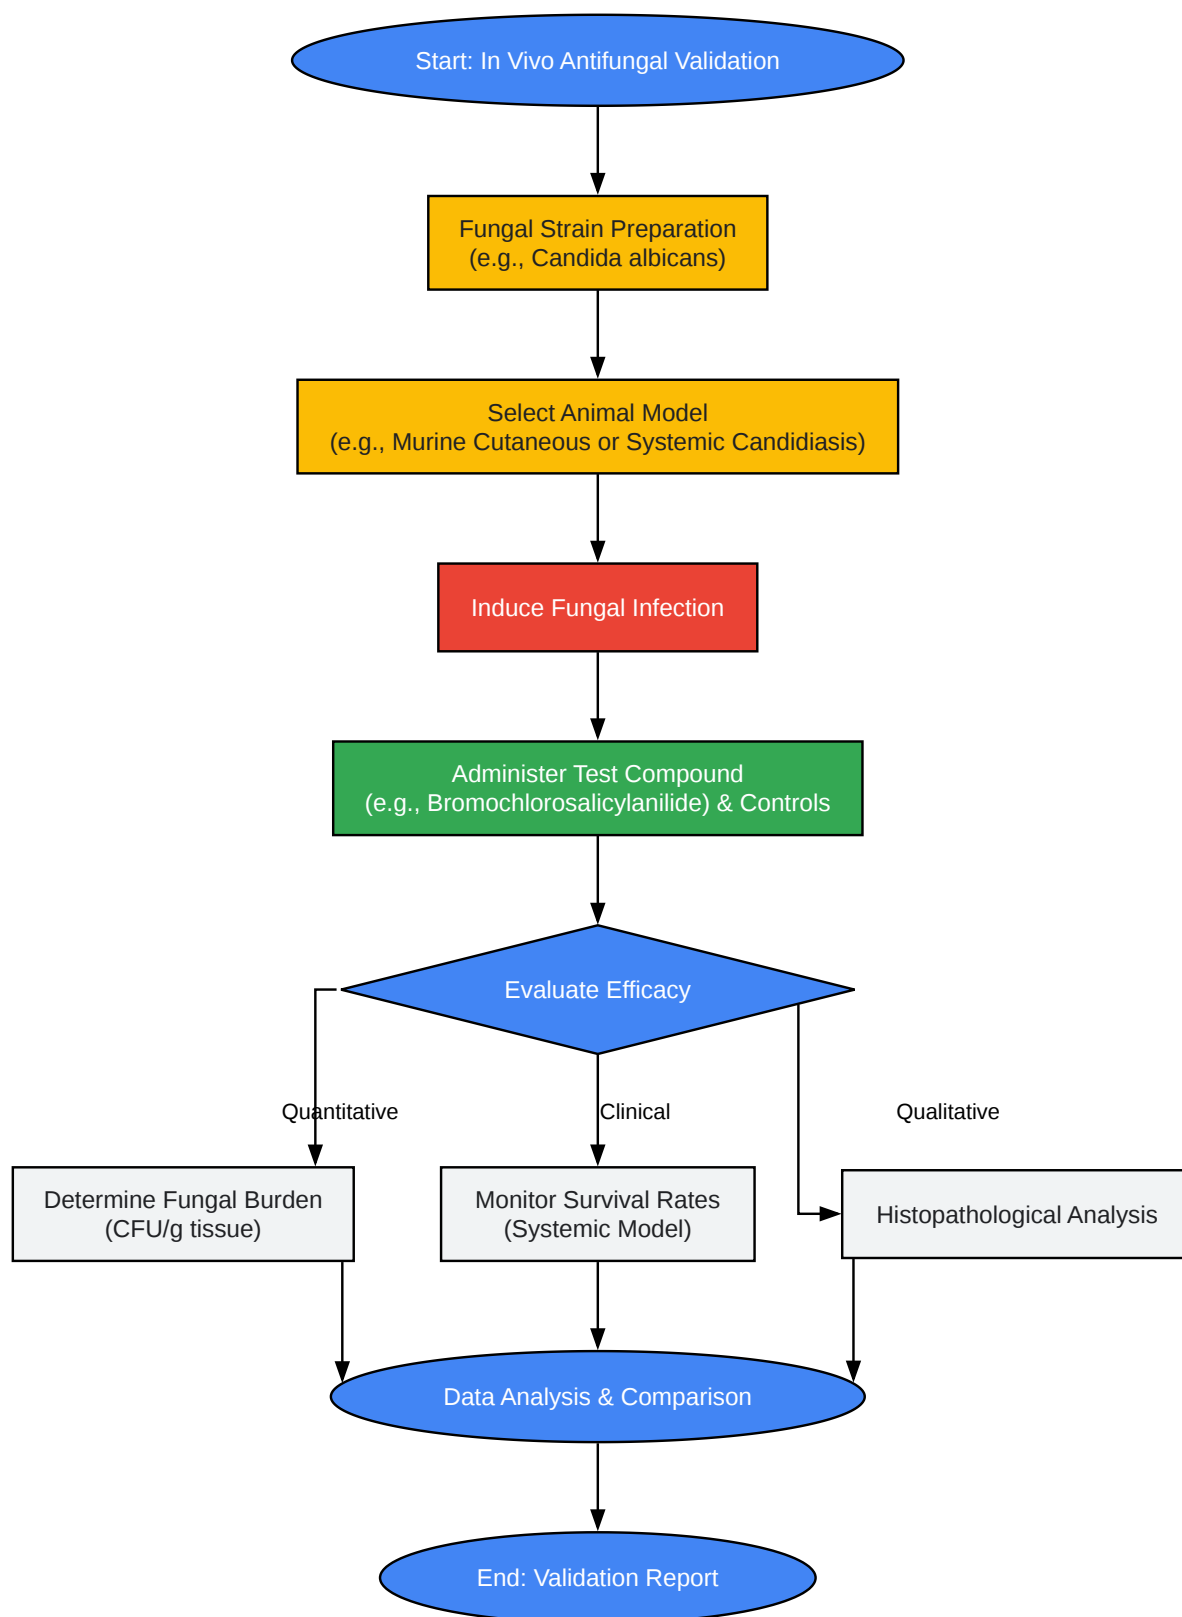 Start: In Vivo Antifungal Validation
Fungal Strain Preparation
(e.g., Candida albicans)
Select Animal Model
(e.g., Murine Cutaneous or Systemic Candidiasis)
Induce Fungal Infection
Administer Test Compound
(e.g., Bromochlorosalicylanilide) & Controls
Evaluate Efficacy
Quantitative
Clinical
Qualitative
Determine Fungal Burden
(CFU/g tissue)
Monitor Survival Rates
(Systemic Model)
Histopathological Analysis
Data Analysis & Comparison
End: Validation Report